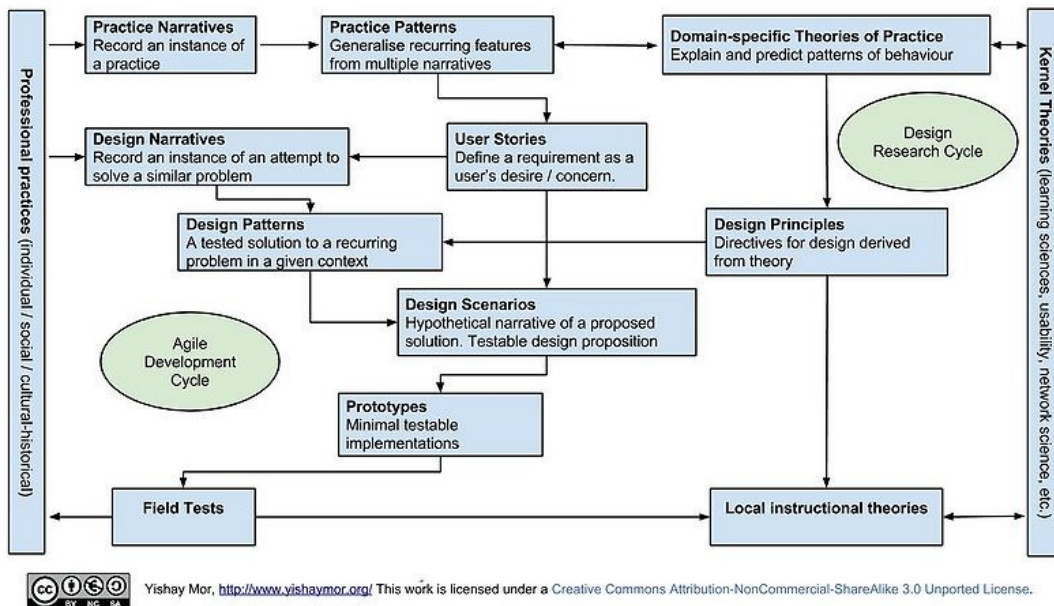 Professional practices (individual / social / cultural-historical)
Practice Narratives
Record an instance of
a practice
Practice Patterns
Generalise recurring features
from multiple narratives
Domain-specific Theories of Practice
Explain and predict patterns of behaviour
Kernel Theories (learning sciences, usability, network science, etc.)
Design Narratives
Record an instance of an attempt to
solve a similar problem
User Stories
Define a requirement as a
user's desire / concern.
Design
Research Cycle
Design Patterns
A tested solution to a recurring
problem in a given context
Design Principles
Directives for design derived
from theory
Design Scenarios
Hypothetical narrative of a proposed
solution. Testable design proposition
Agile
Development
Cycle
Prototypes
Minimal testable
implementations
Field Tests
Local instructional theories
cc
BY NC SA
Yishay Mor, http://www.yishaymor.org/ This work is licensed under a Creative Commons Attribution-NonCommercial-ShareAlike 3.0 Unported License.